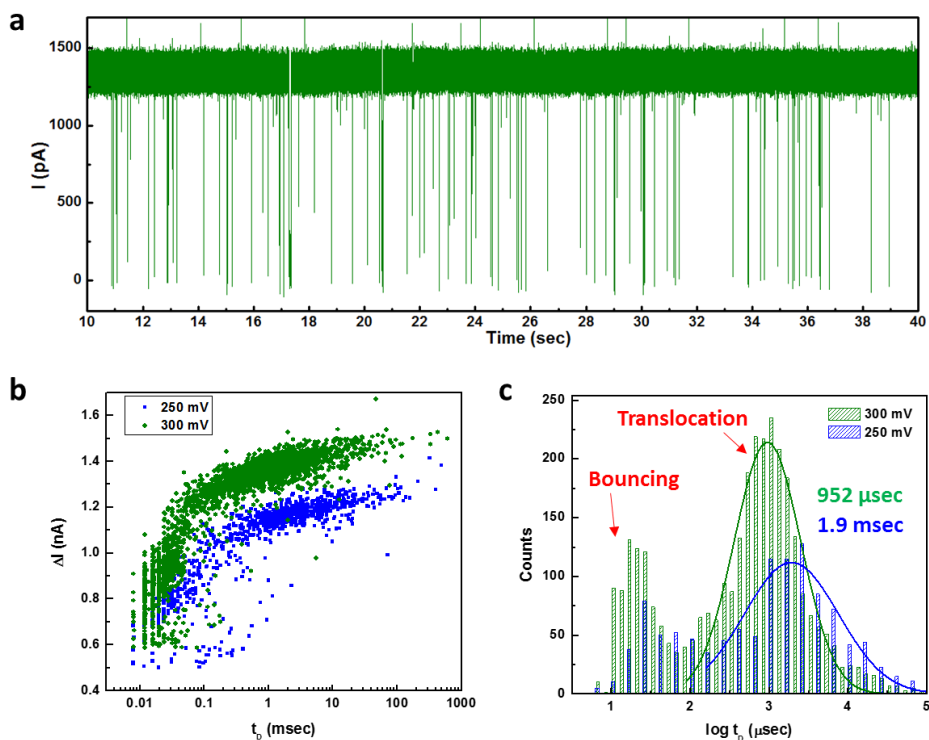 a
1500
1000
500
0
I (pA)
10 12 14 16 18 20 22 24 26 28 30 32 34 36 38 40
Time (sec)
b
250 mV
300 mV
1.6
1.4
1.2
1.0
0.8
0.6
0.4
ΔI (nA)
0.01 0.1 1 10 100 1000
t_D (msec)
c
250
200
150
100
50
0
Counts
300 mV
250 mV
Translocation
Bouncing
952 µsec
1.9 msec
1 2 3 4 5
log t_D (µsec)